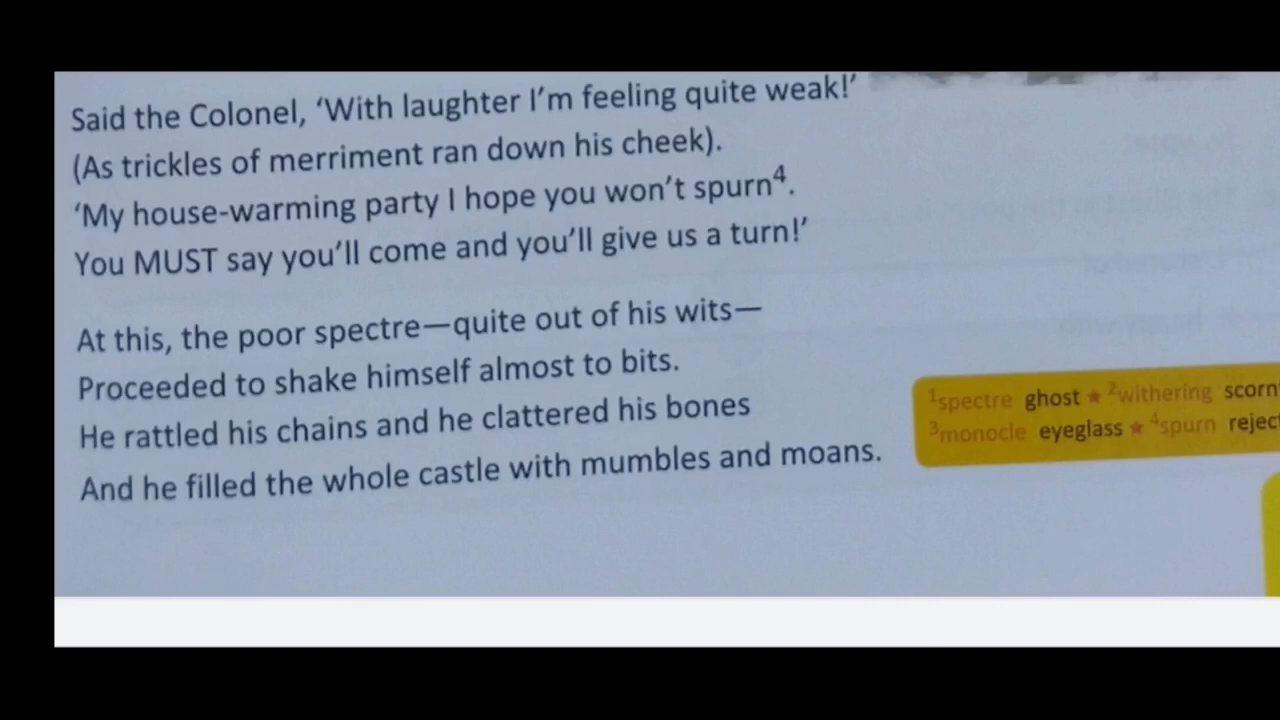 Said the Colonel, ‘With laughter I’m feeling quite weak!’
(As trickles of merriment ran down his cheek).
‘My house-warming party I hope you won’t spurn⁴.
You MUST say you’ll come and you’ll give us a turn!’
At this, the poor spectre—quite out of his wits—
Proceeded to shake himself almost to bits.
He rattled his chains and he clattered his bones
And he filled the whole castle with mumbles and moans.
¹spectre ghost ★ ²withering scorn
³monocle eyeglass ★ ⁴spurn rejec